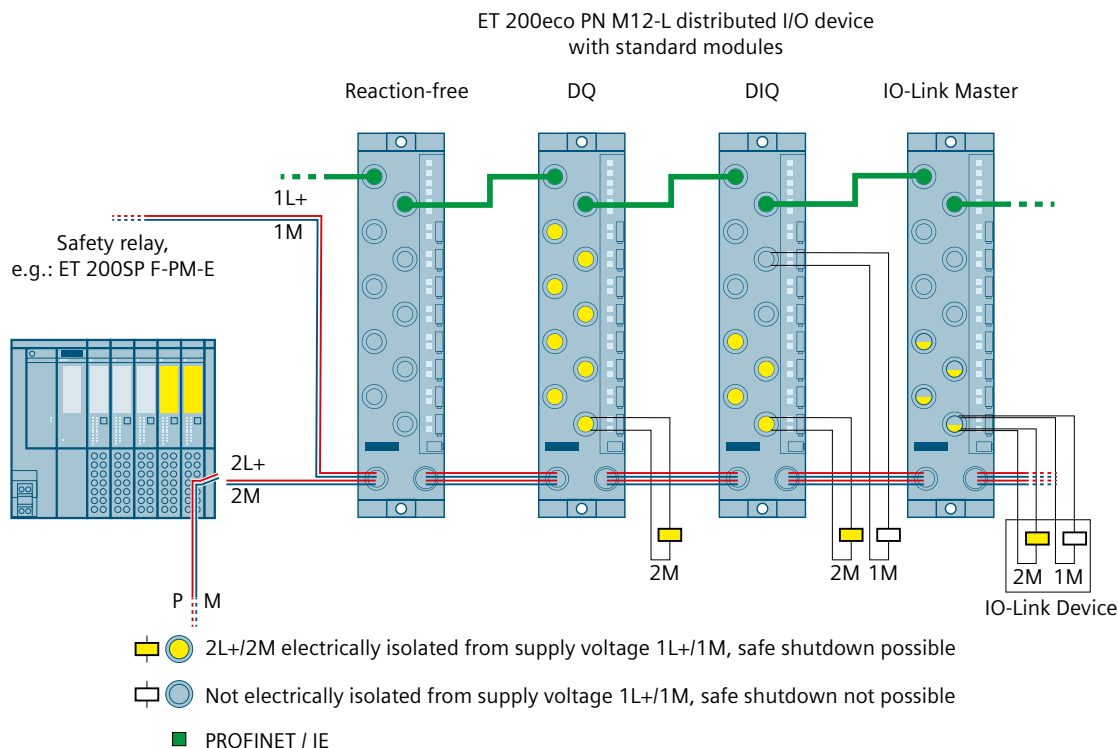 ET 200eco PN M12-L distributed I/O device
with standard modules
Reaction-free
DQ
DIQ
IO-Link Master
1L+
1M
Safety relay,
e.g.: ET 200SP F-PM-E
2L+
2M
P
M
2M
2M
1M
2M
1M
IO-Link Device
2L+/2M electrically isolated from supply voltage 1L+/1M, safe shutdown possible
Not electrically isolated from supply voltage 1L+/1M, safe shutdown not possible
PROFINET / IE